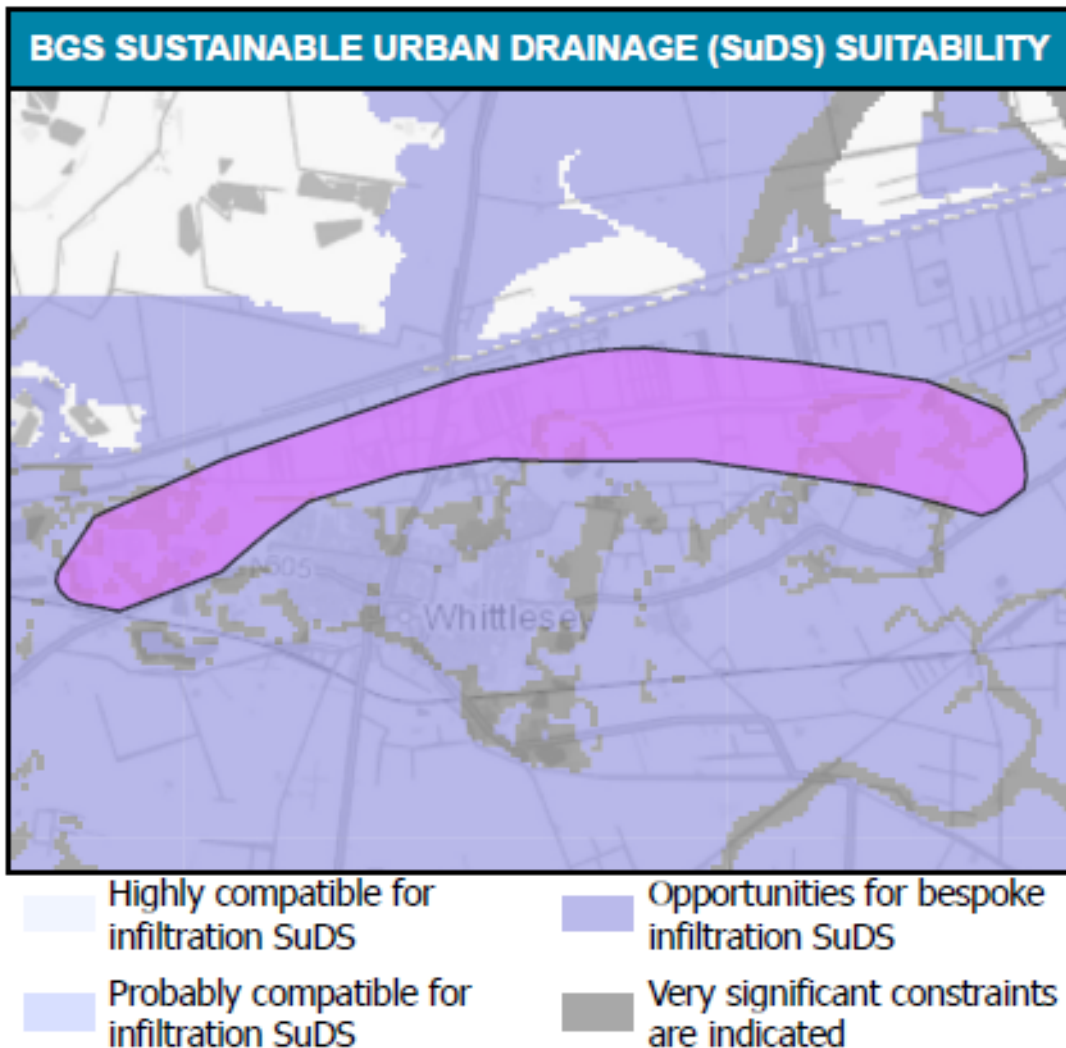 BGS SUSTAINABLE URBAN DRAINAGE (SuDS) SUITABILITY
A605
Whittlesey
Highly compatible for
infiltration SuDS
Opportunities for bespoke
infiltration SuDS
Probably compatible for
infiltration SuDS
Very significant constraints
are indicated